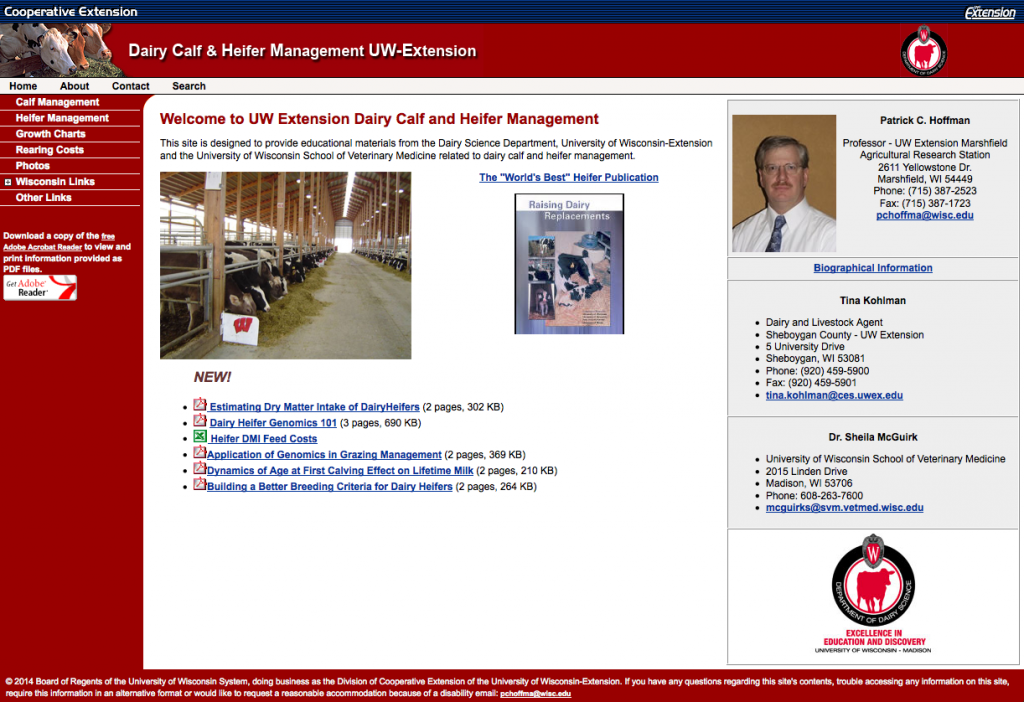 Cooperative Extension
Extension
Dairy Calf & Heifer Management UW-Extension
Home About Contact Search
Calf Management
Heifer Management
Growth Charts
Rearing Costs
Photos
Wisconsin Links
Other Links
Download a copy of the free
Adobe Acrobat Reader to view and
print information provided as
PDF files.
Get Adobe®
Reader®
Welcome to UW Extension Dairy Calf and Heifer Management
This site is designed to provide educational materials from the Dairy Science Department, University of Wisconsin-Extension
and the University of Wisconsin School of Veterinary Medicine related to dairy calf and heifer management.
The "World's Best" Heifer Publication
Raising Dairy
Replacements
W
NEW!
Estimating Dry Matter Intake of DairyHeifers (2 pages, 302 KB)
Dairy Heifer Genomics 101 (3 pages, 690 KB)
Heifer DMI Feed Costs
Application of Genomics in Grazing Management (2 pages, 369 KB)
Dynamics of Age at First Calving Effect on Lifetime Milk (2 pages, 210 KB)
Building a Better Breeding Criteria for Dairy Heifers (2 pages, 264 KB)
Patrick C. Hoffman
Professor - UW Extension Marshfield
Agricultural Research Station
2611 Yellowstone Dr.
Marshfield, WI 54449
Phone: (715) 387-2523
Fax: (715) 387-1723
pchoffma@wisc.edu
Biographical Information
Tina Kohlman
Dairy and Livestock Agent
Sheboygan County - UW Extension
5 University Drive
Sheboygan, WI 53081
Phone: (920) 459-5900
Fax: (920) 459-5901
tina.kohlman@ces.uwex.edu
Dr. Sheila McGuirk
University of Wisconsin School of Veterinary Medicine
2015 Linden Drive
Madison, WI 53706
Phone: 608-263-7600
mcguirks@svm.vetmed.wisc.edu
W
DEPARTMENT OF DAIRY SCIENCE
EXCELLENCE IN
EDUCATION AND DISCOVERY
UNIVERSITY OF WISCONSIN - MADISON
© 2014 Board of Regents of the University of Wisconsin System, doing business as the Division of Cooperative Extension of the University of Wisconsin-Extension. If you have any questions regarding this site's contents, trouble accessing any information on this site,
require this information in an alternative format or would like to request a reasonable accommodation because of a disability email: pchoffma@wisc.edu